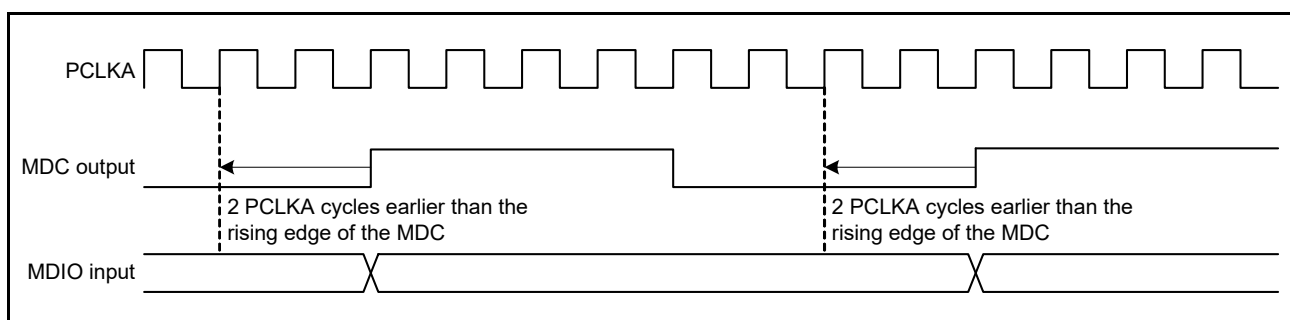 PCLKA
MDC output
2 PCLKA cycles earlier than the
rising edge of the MDC
2 PCLKA cycles earlier than the
rising edge of the MDC
MDIO input